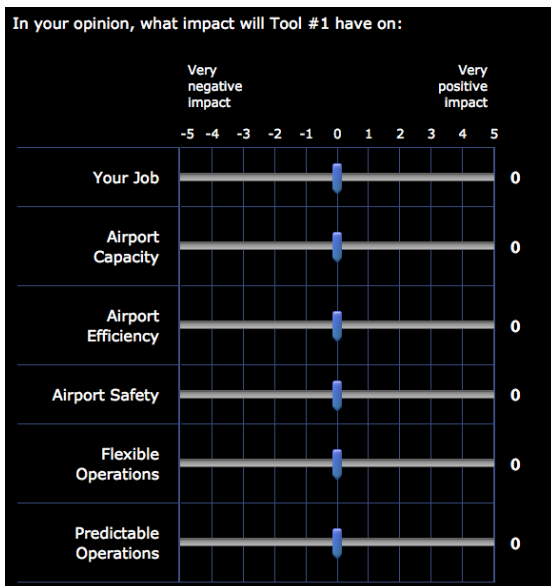 In your opinion, what impact will Tool #1 have on:
Very negative impact
Very positive impact
-5 -4 -3 -2 -1 0 1 2 3 4 5
Your Job 0
Airport Capacity 0
Airport Efficiency 0
Airport Safety 0
Flexible Operations 0
Predictable Operations 0